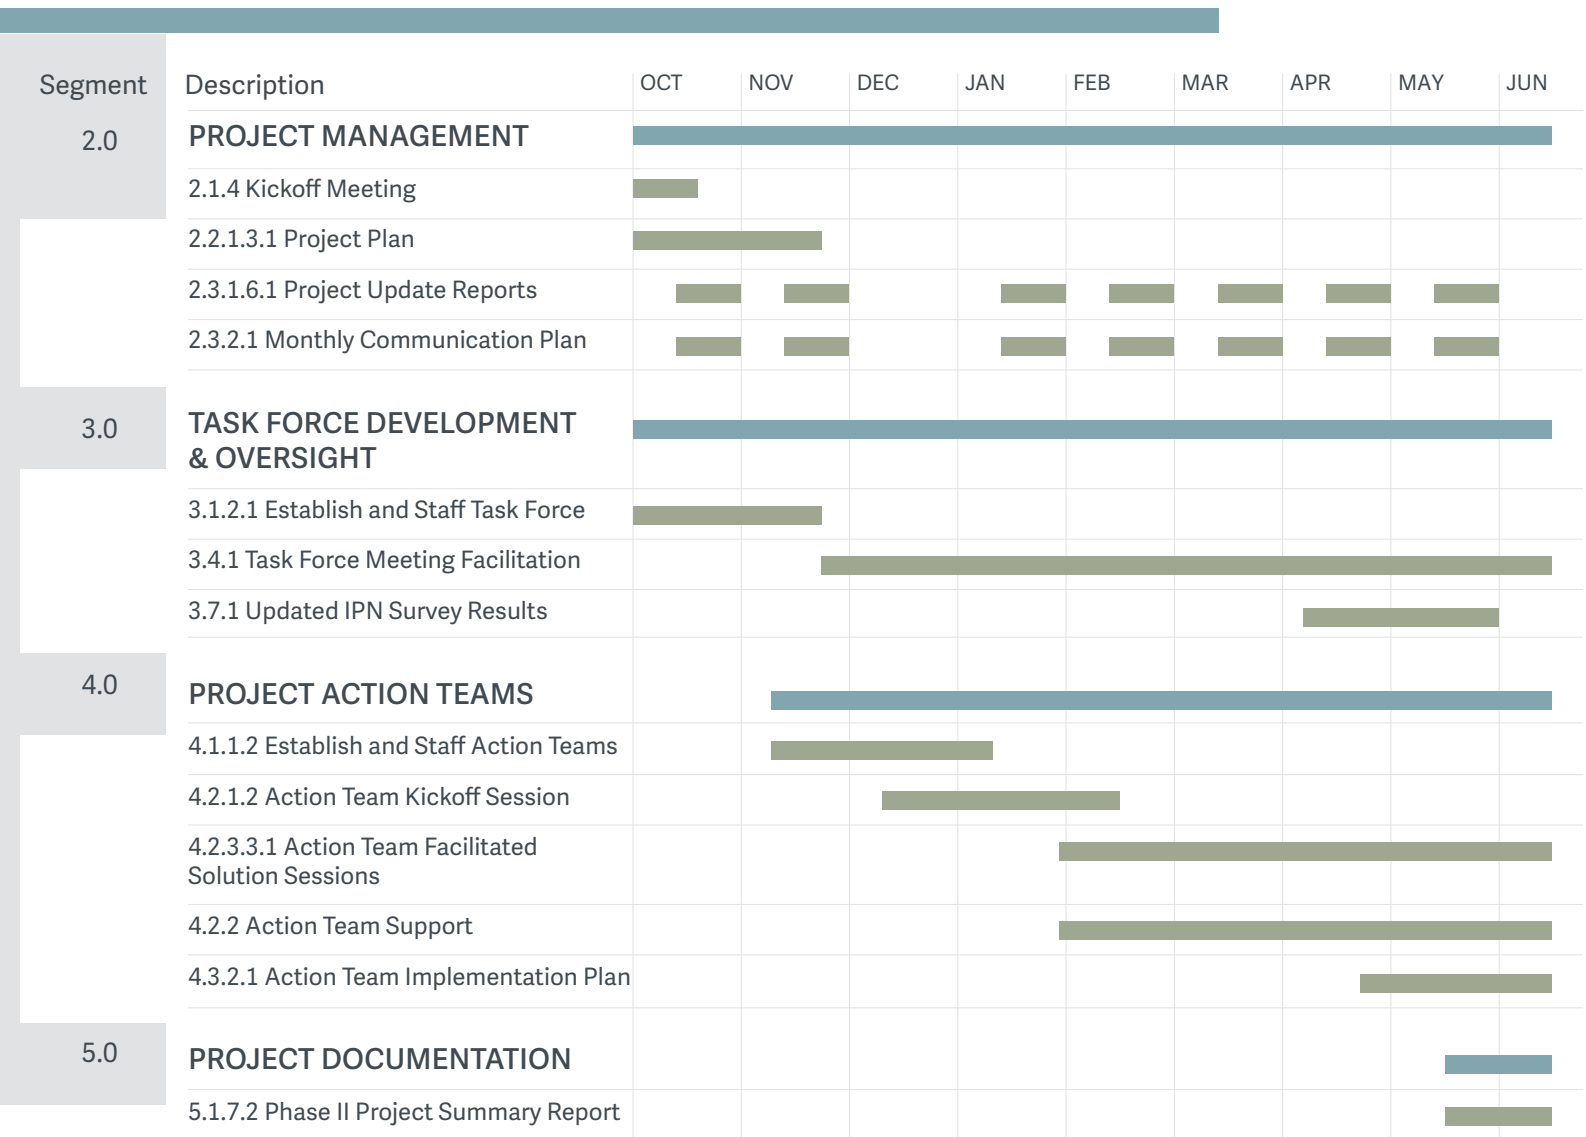 Segment Description OCT NOV DEC JAN FEB MAR APR MAY JUN
2.0 PROJECT MANAGEMENT
2.1.4 Kickoff Meeting
2.2.1.3.1 Project Plan
2.3.1.6.1 Project Update Reports
2.3.2.1 Monthly Communication Plan
3.0 TASK FORCE DEVELOPMENT
& OVERSIGHT
3.1.2.1 Establish and Staff Task Force
3.4.1 Task Force Meeting Facilitation
3.7.1 Updated IPN Survey Results
4.0 PROJECT ACTION TEAMS
4.1.1.2 Establish and Staff Action Teams
4.2.1.2 Action Team Kickoff Session
4.2.3.3.1 Action Team Facilitated
Solution Sessions
4.2.2 Action Team Support
4.3.2.1 Action Team Implementation Plan
5.0 PROJECT DOCUMENTATION
5.1.7.2 Phase II Project Summary Report